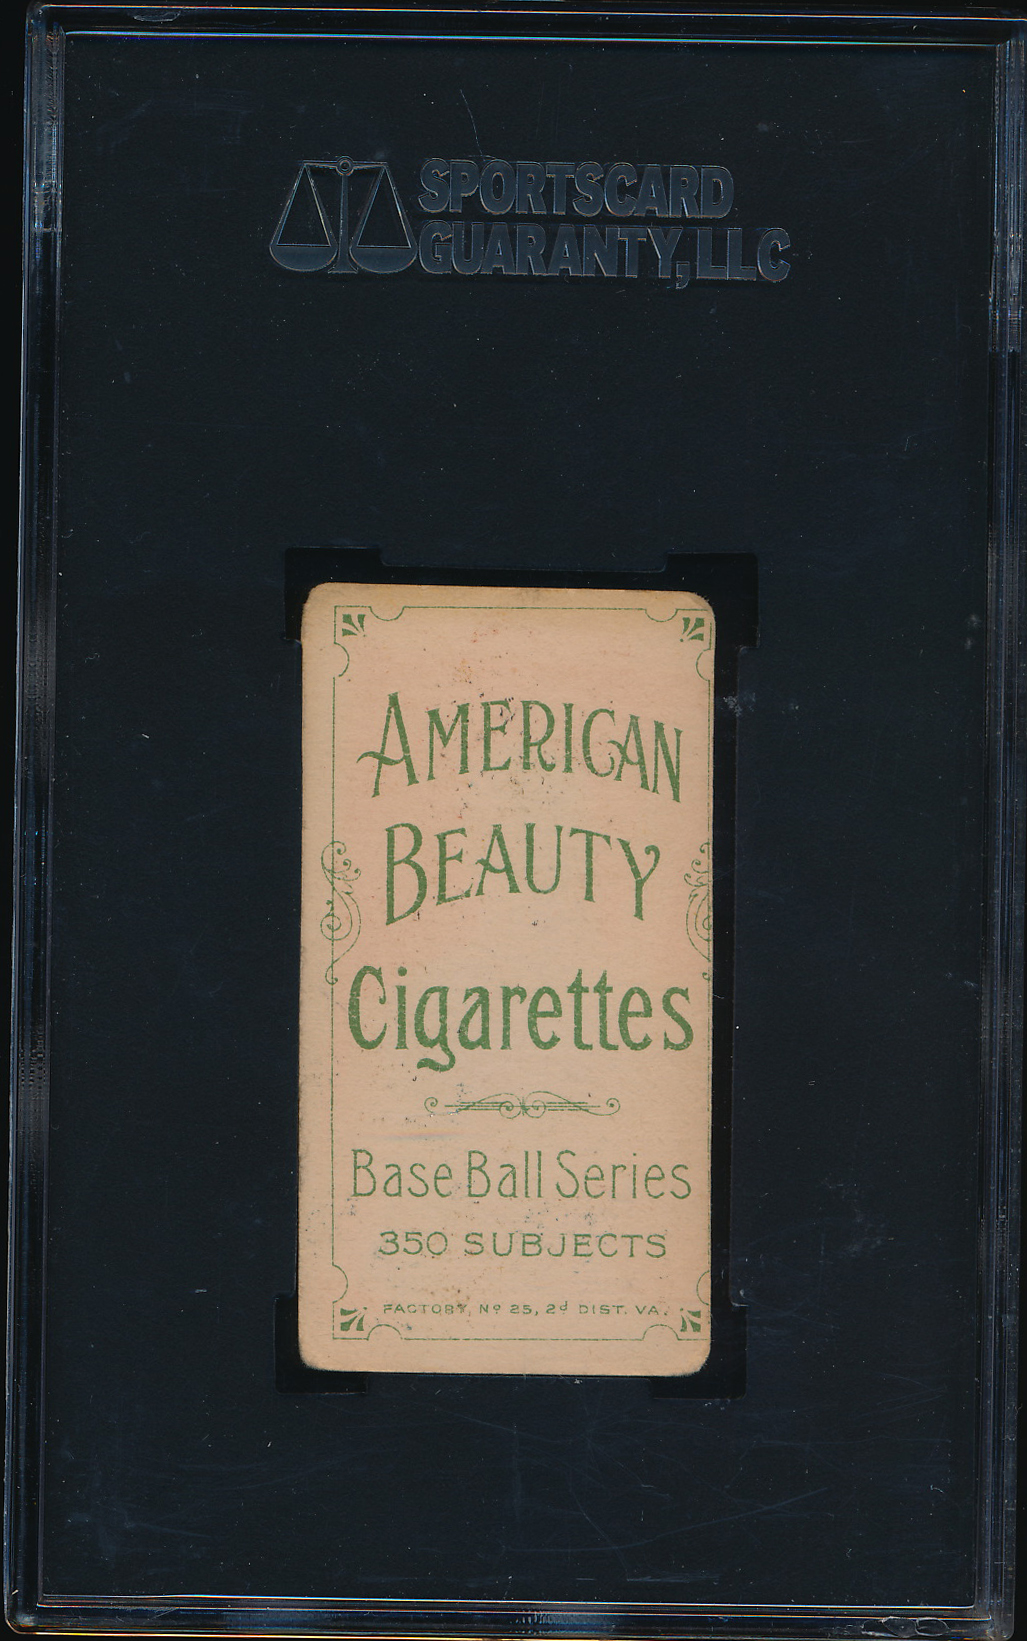 SPORTSCARD
GUARANTY, LLC
AMERICAN
BEAUTY
Cigarettes
Base Ball Series
350 SUBJECTS
FACTORY Nº 25, 2ᵈ DIST. VA.